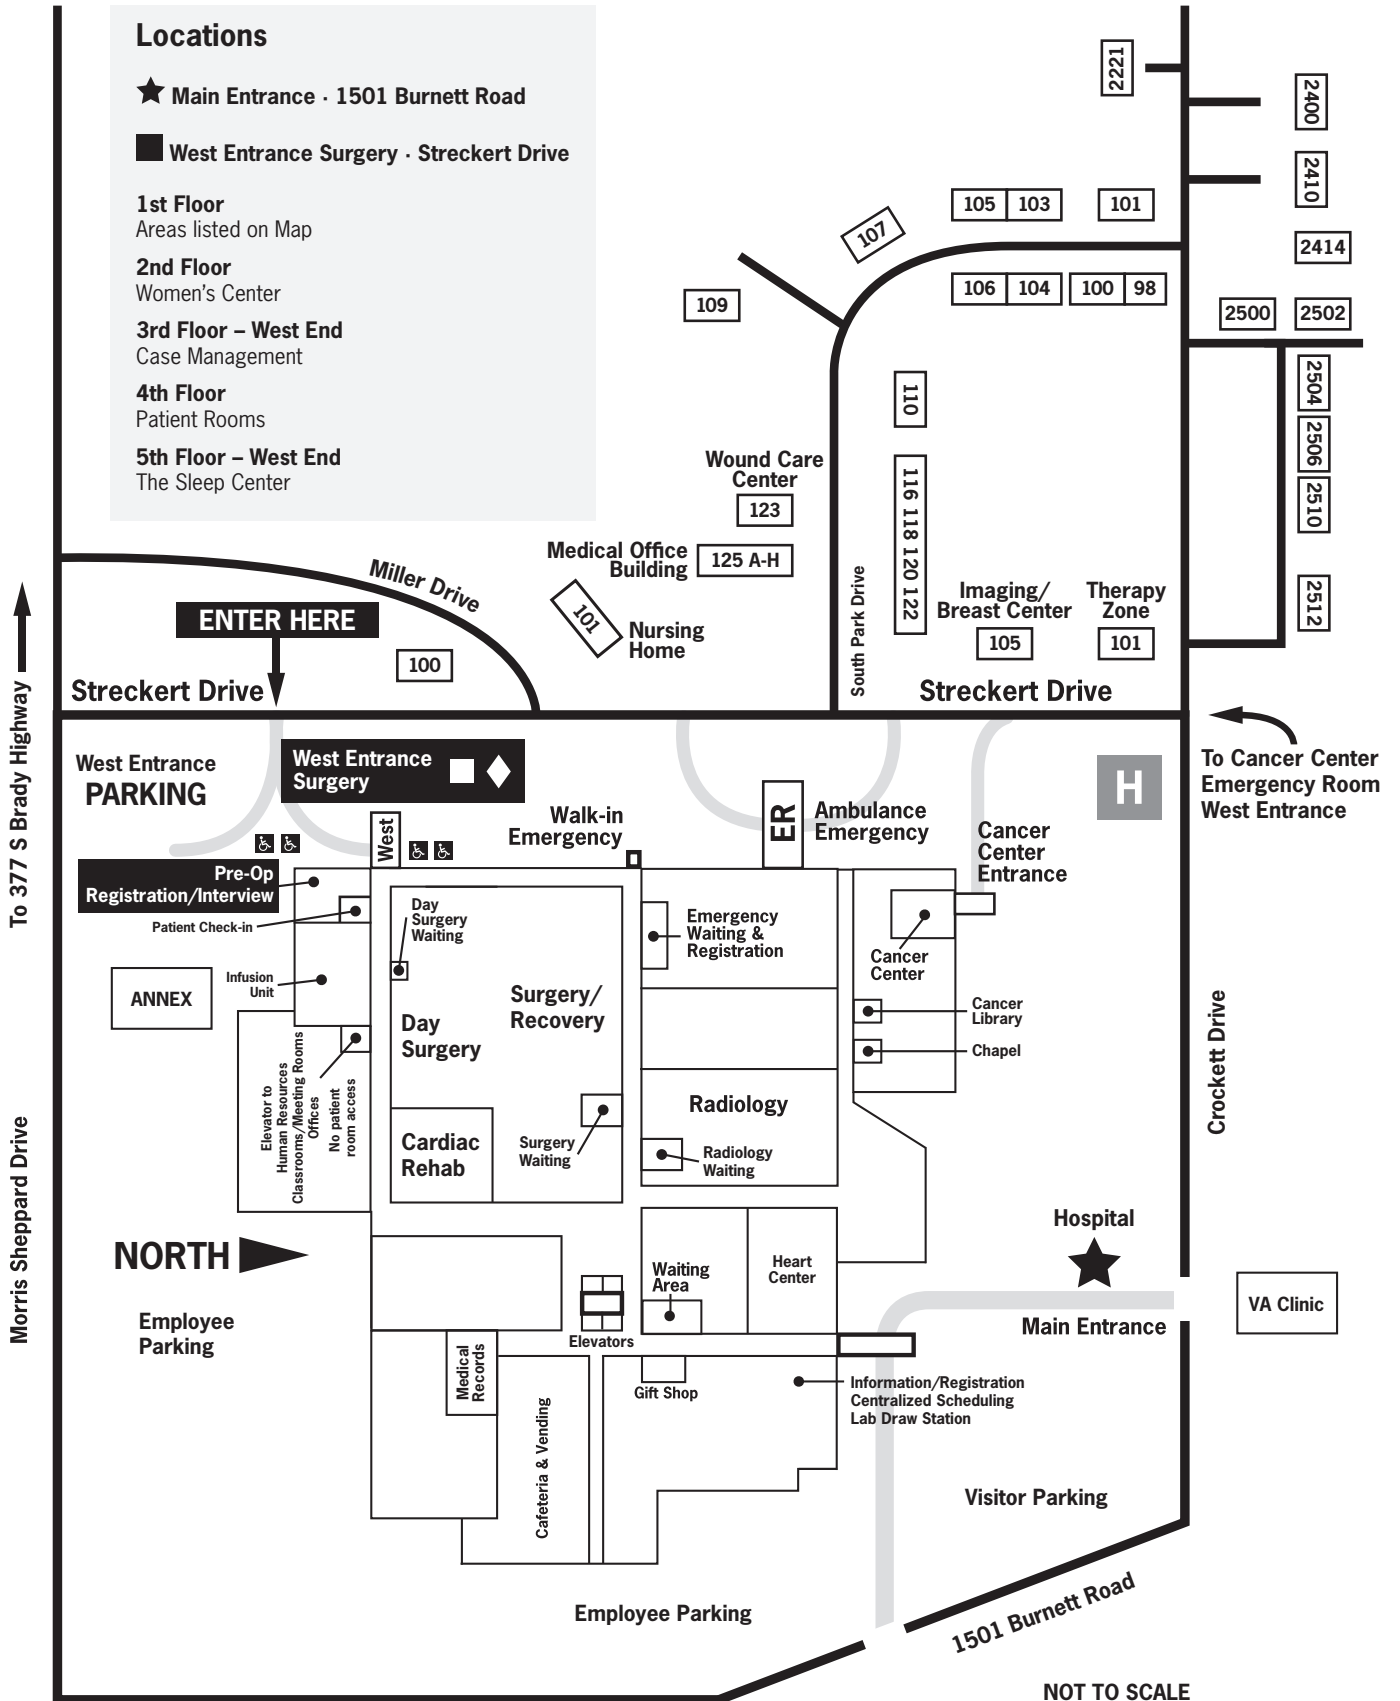 Locations
Main Entrance · 1501 Burnett Road
West Entrance Surgery · Streckert Drive
1st Floor
Areas listed on Map
2nd Floor
Women's Center
3rd Floor – West End
Case Management
4th Floor
Patient Rooms
5th Floor – West End
The Sleep Center
2221
2400
2410
2414
105
103
101
107
106
104
100
98
109
2500
2502
2504
2506
2510
2512
110
116 118 120 122
Wound Care
Center
123
Medical Office
Building
125 A-H
101
Nursing
Home
South Park Drive
Imaging/
Breast Center
105
Therapy
Zone
101
Miller Drive
ENTER HERE
100
Streckert Drive
Streckert Drive
To 377 S Brady Highway
Morris Sheppard Drive
West Entrance
PARKING
West Entrance
Surgery
H
To Cancer Center
Emergency Room
West Entrance
West
Walk-in
Emergency
ER
Ambulance
Emergency
Cancer
Center
Entrance
Pre-Op
Registration/Interview
Patient Check-in
Infusion
Unit
ANNEX
Day
Surgery
Waiting
Emergency
Waiting &
Registration
Cancer
Center
Surgery/
Recovery
Day
Surgery
Cancer
Library
Chapel
Crockett Drive
Elevator to
Human Resources
Classrooms/Meeting Rooms
Offices
No patient
room access
Cardiac
Rehab
Surgery
Waiting
Radiology
Radiology
Waiting
NORTH
Employee
Parking
Waiting
Area
Heart
Center
Hospital
Main Entrance
VA Clinic
Elevators
Medical
Records
Gift Shop
Cafeteria & Vending
Information/Registration
Centralized Scheduling
Lab Draw Station
Visitor Parking
Employee Parking
1501 Burnett Road
NOT TO SCALE